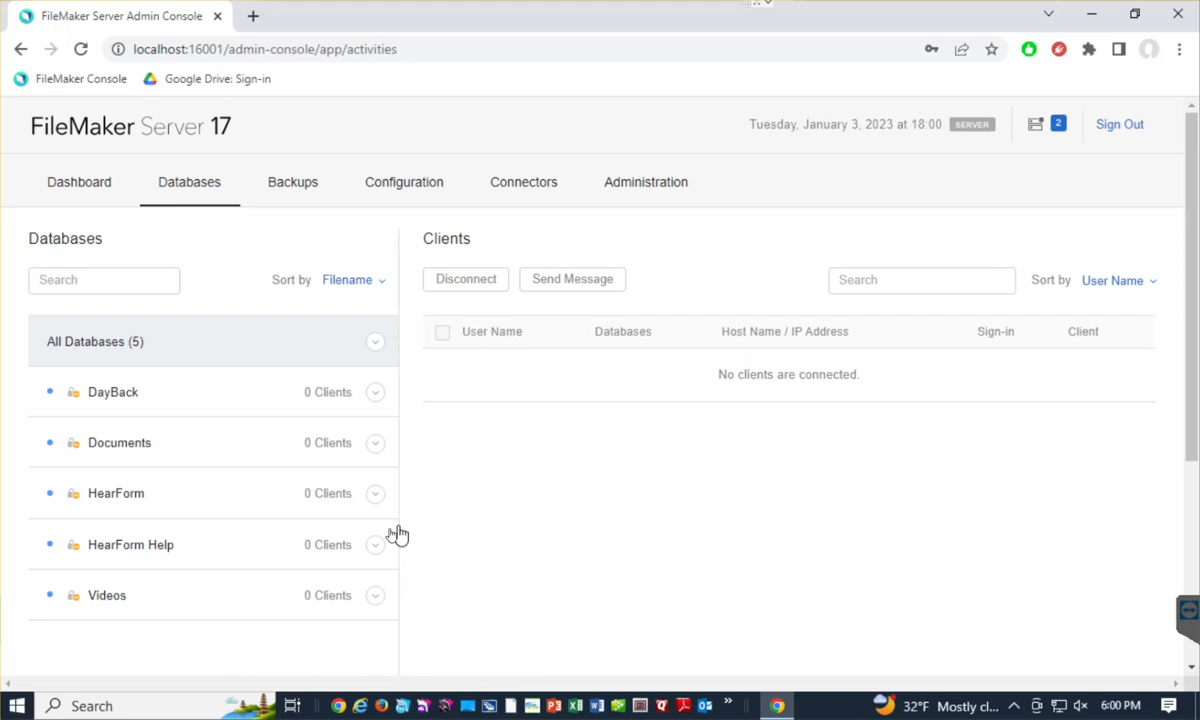 FileMaker Server Admin Console
localhost:16001/admin-console/app/activities
FileMaker Console
Google Drive: Sign-in
FileMaker Server 17
Tuesday, January 3, 2023 at 18:00
SERVER
2
Sign Out
Dashboard
Databases
Backups
Configuration
Connectors
Administration
Databases
Search
Sort by Filename
All Databases (5)
DayBack 0 Clients
Documents 0 Clients
HearForm 0 Clients
HearForm Help 0 Clients
Videos 0 Clients
Clients
Disconnect
Send Message
Search
Sort by User Name
User Name Databases Host Name / IP Address Sign-in Client
No clients are connected.
Search
32°F Mostly cl...
6:00 PM